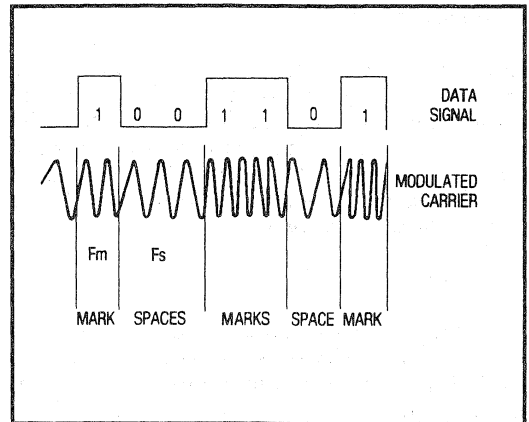 DATA
SIGNAL
1 0 0 1 1 0 1
MODULATED
CARRIER
Fm Fs
MARK SPACES MARKS SPACE MARK